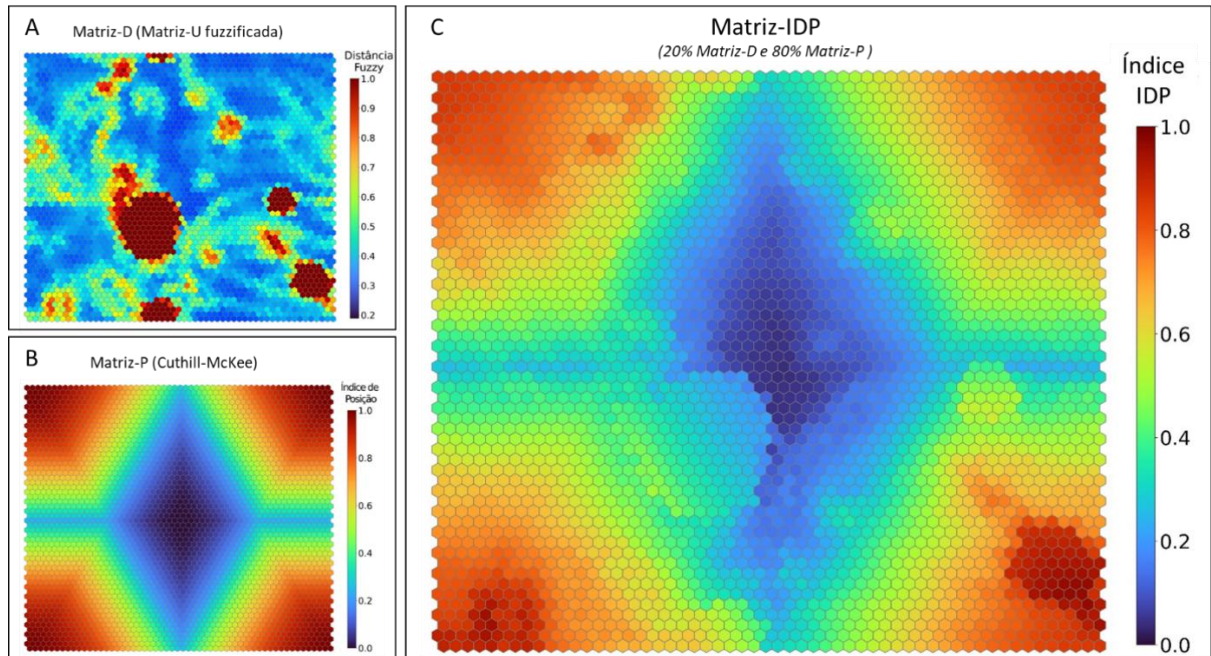 A
Matriz-D (Matriz-U fuzzificada)
Distância
Fuzzy
1.0
0.9
0.8
0.7
0.6
0.5
0.4
0.3
0.2
B
Matriz-P (Cuthill-McKee)
Índice de
Posição
1.0
0.8
0.6
0.4
0.2
0.0
C
Matriz-IDP
(20% Matriz-D e 80% Matriz-P )
Índice
IDP
1.0
0.8
0.6
0.4
0.2
0.0